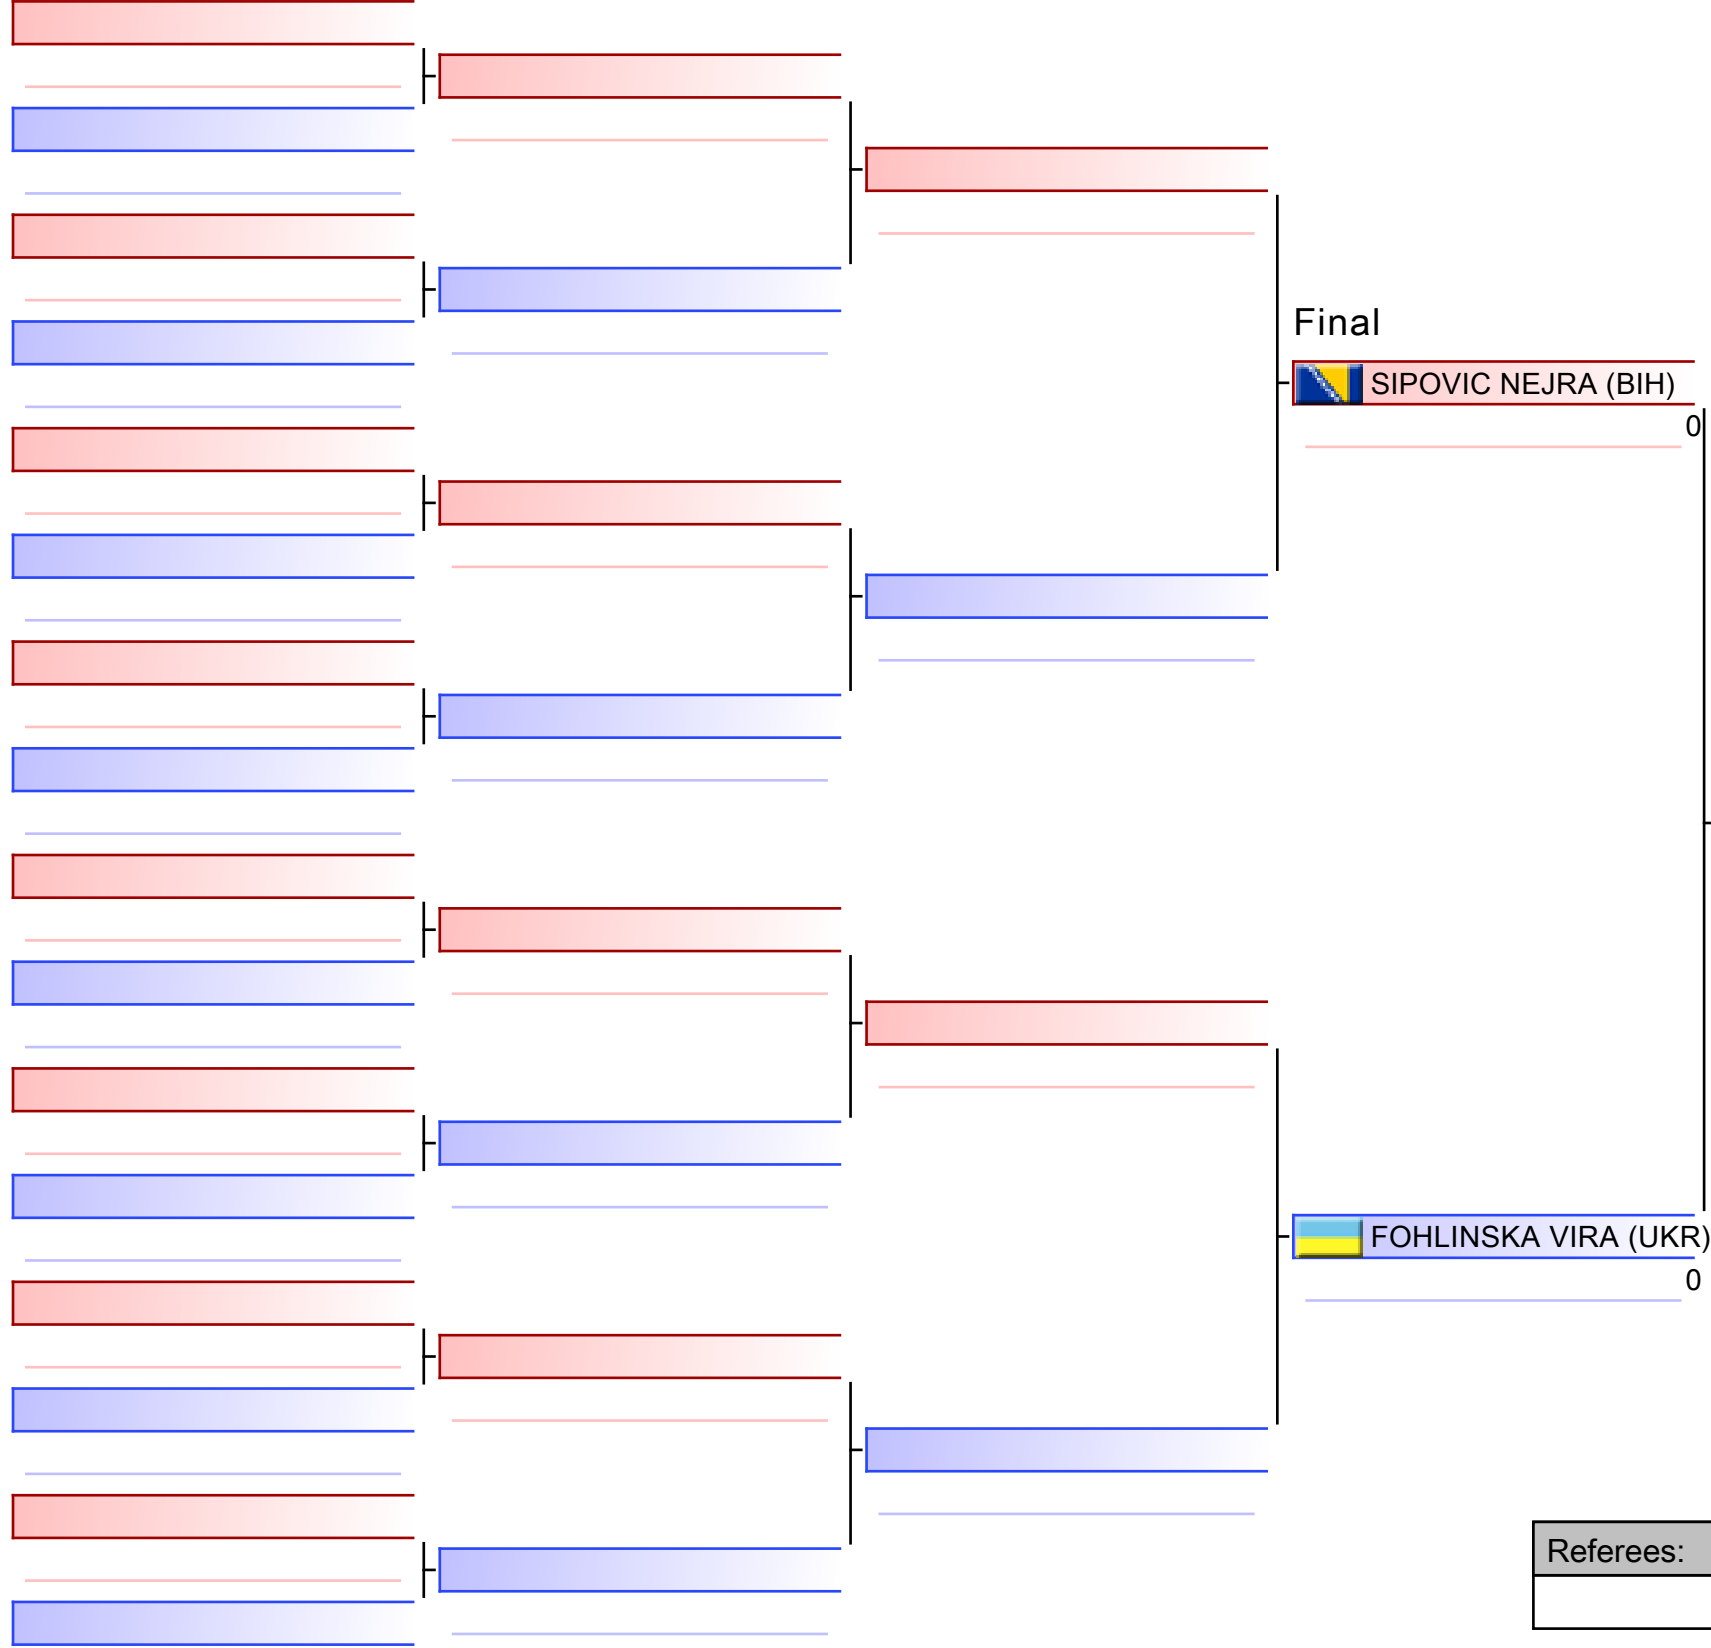 Final
SIPOVIC NEJRA (BIH)
0
FOHLINSKA VIRA (UKR)
0
Referees: